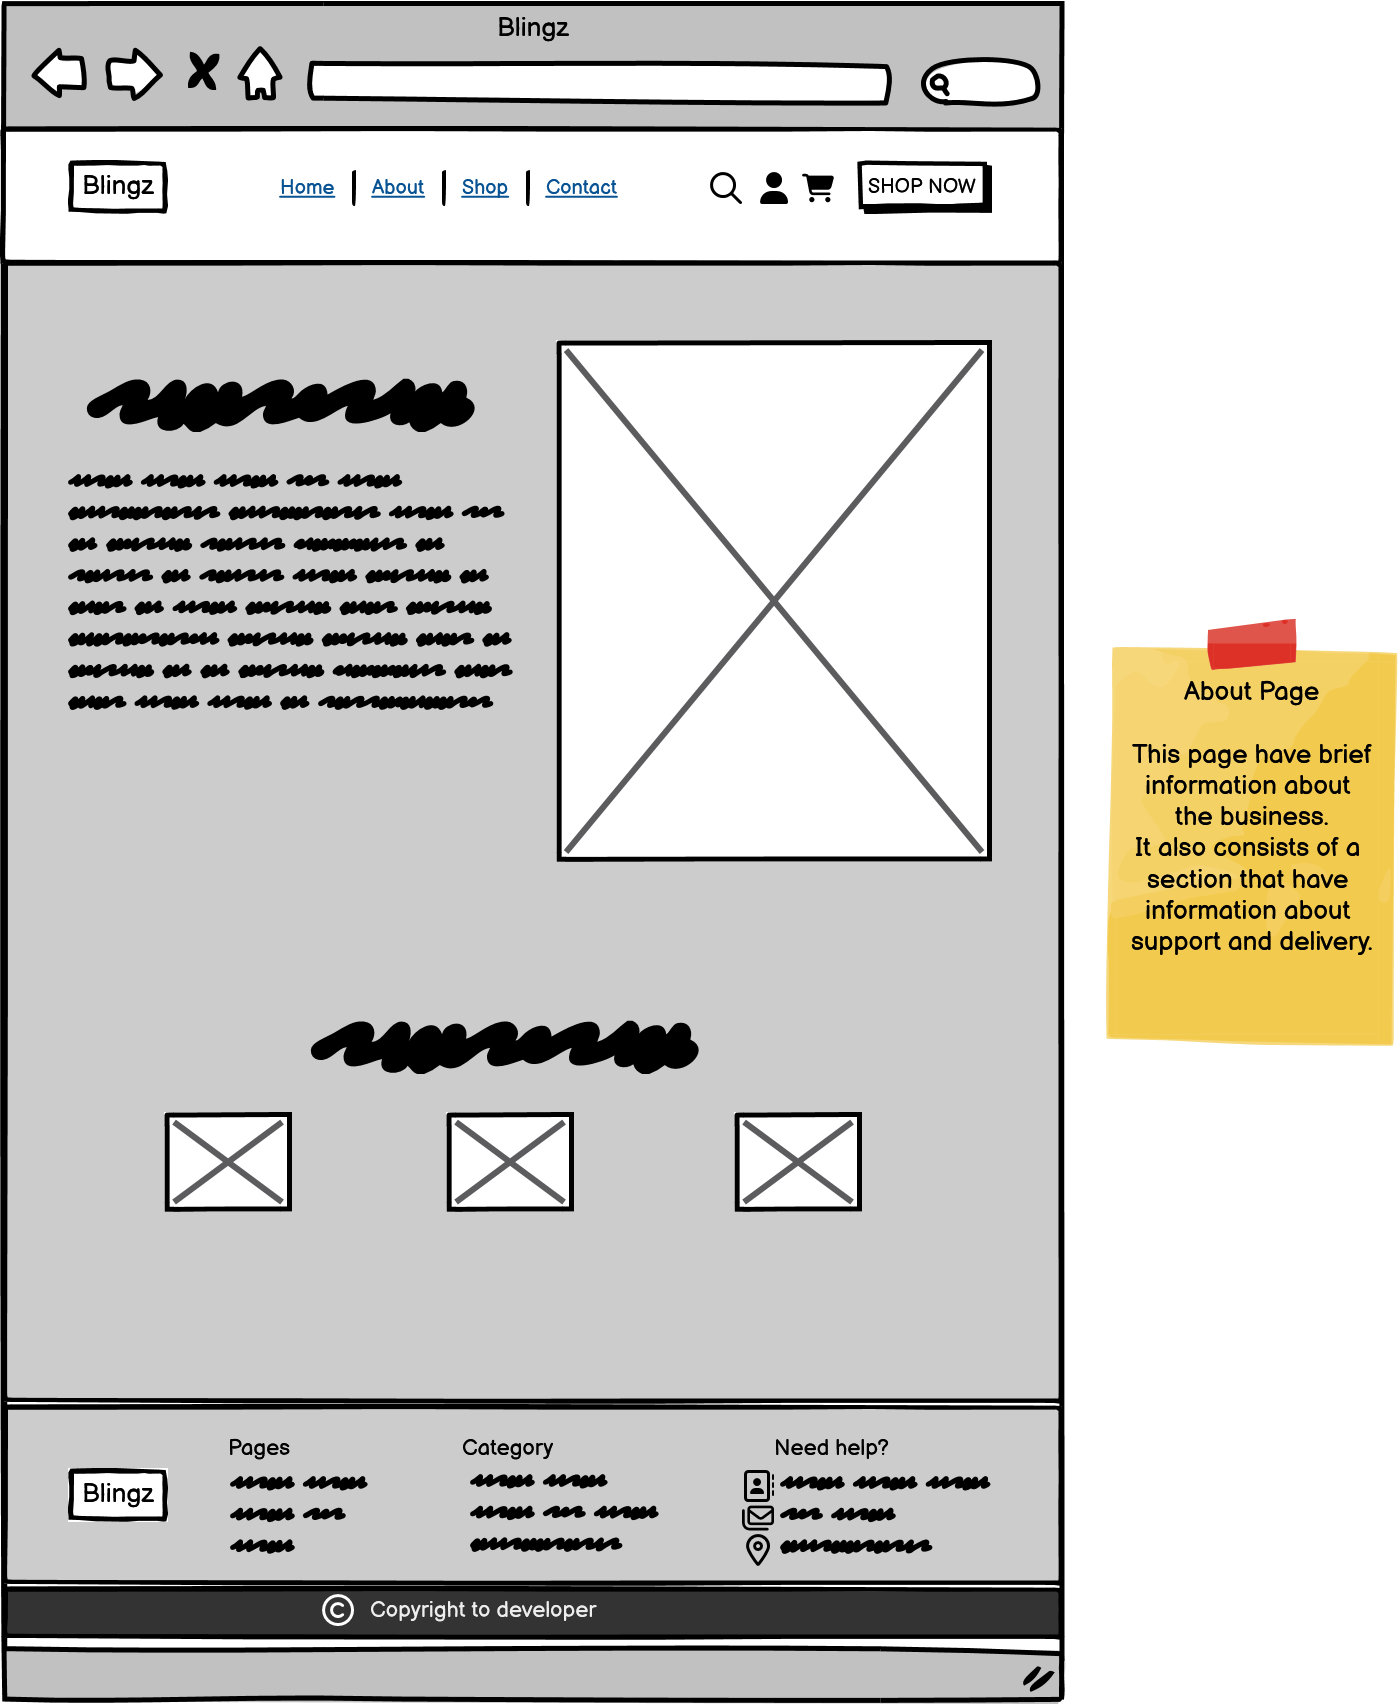 Blingz
Blingz
Home
About
Shop
Contact
SHOP NOW
About Page
This page have brief
information about
the business.
It also consists of a
section that have
information about
support and delivery.
Pages
Category
Need help?
Blingz
© Copyright to developer